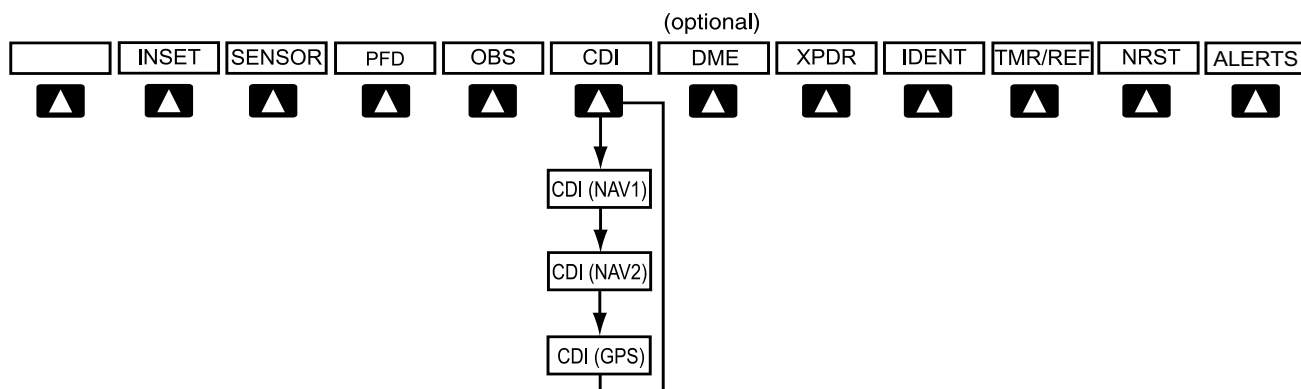 (optional)
INSET SENSOR PFD OBS CDI DME XPDR IDENT TMR/REF NRST ALERTS
CDI (NAV1)
CDI (NAV2)
CDI (GPS)